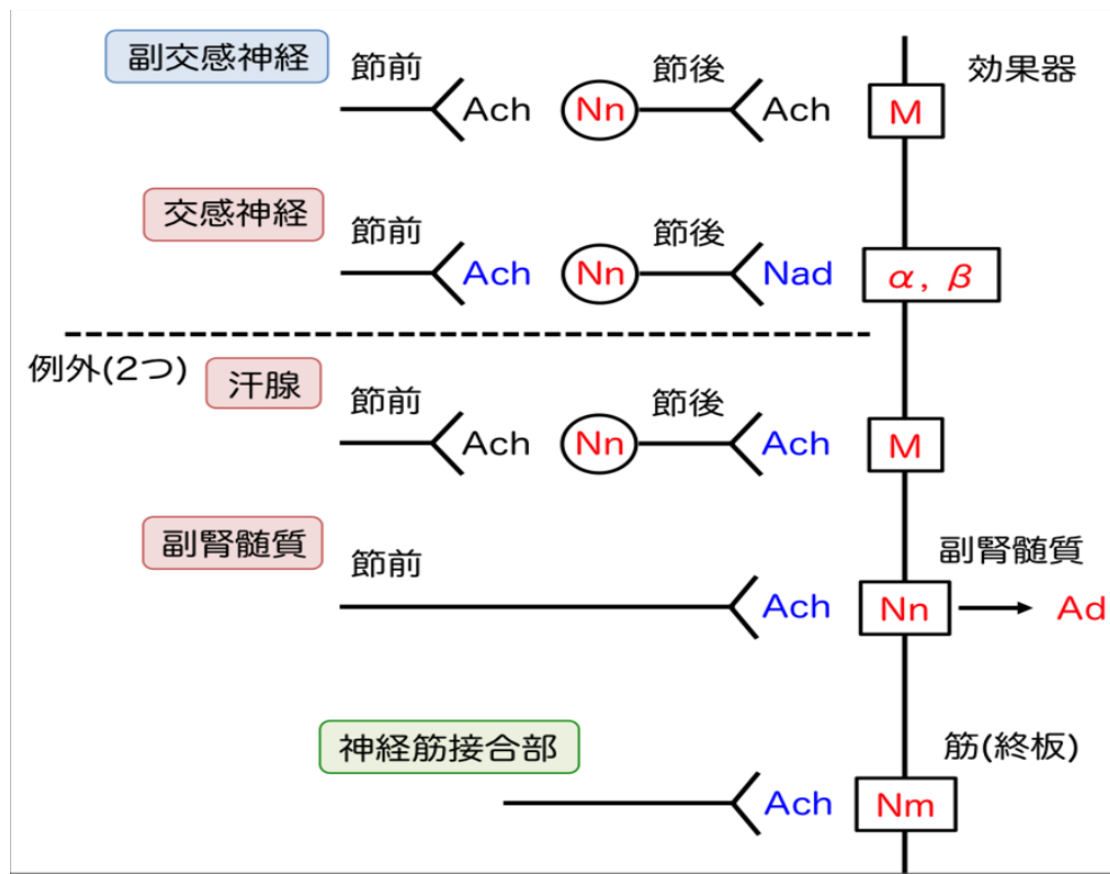 副交感神経
節前
Ach
Nn
節後
Ach
M
効果器
交感神経
節前
Ach
Nn
節後
Nad
α, β
例外(2つ)
汗腺
節前
Ach
Nn
節後
Ach
M
副腎髄質
節前
Ach
Nn
副腎髄質
Ad
神経筋接合部
Ach
Nm
筋(終板)